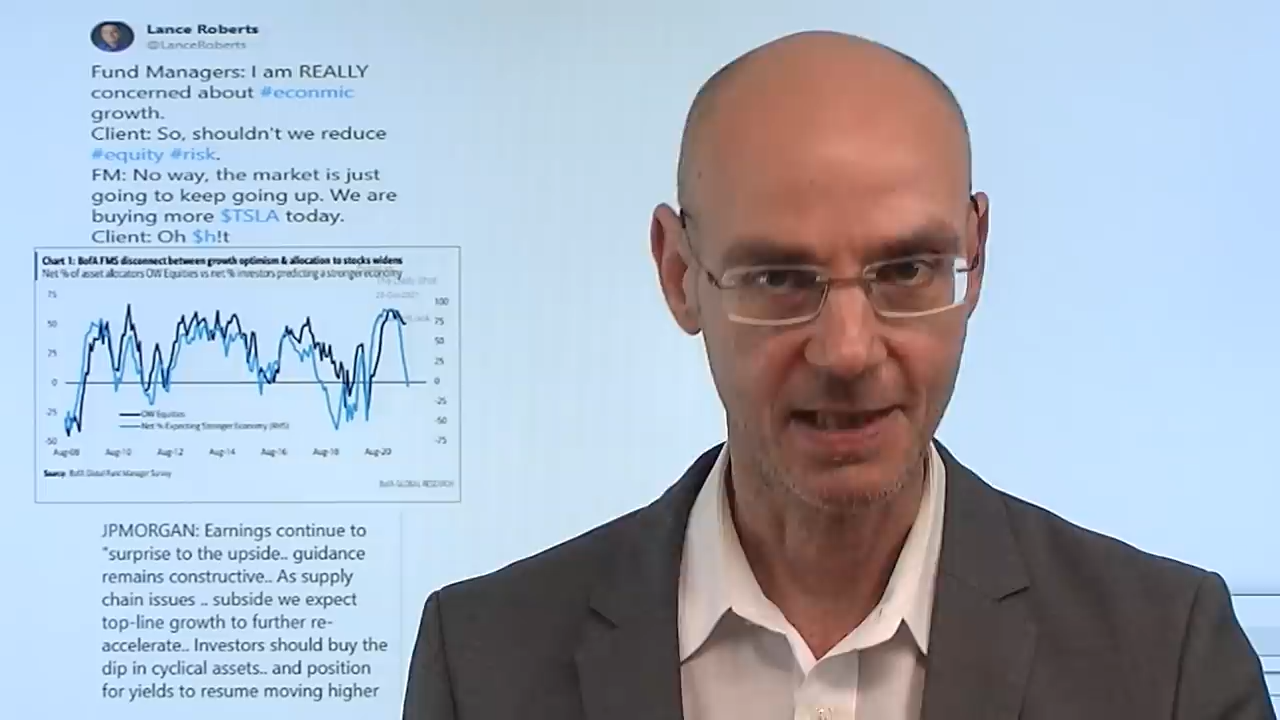 Lance Roberts
@LanceRoberts
Fund Managers: I am REALLY
concerned about #econmic
growth.
Client: So, shouldn't we reduce
#equity #risk.
FM: No way, the market is just
going to keep going up. We are
buying more $TSLA today.
Client: Oh $h!t
Chart 1: BofA FMS disconnect between growth optimism & allocation to stocks widens
Net % of asset allocators OW Equities vs net % investors predicting a stronger economy
The Daily Shot
75
100
50
75
50
25
25
0
0
-25
-25
-50
-50
-75
OW Equities
Net % Expecting Stronger Economy (RHS)
Aug-08 Aug-10 Aug-12 Aug-14 Aug-16 Aug-18 Aug-20
Source: BofA Global Fund Manager Survey
BofA GLOBAL RESEARCH
JPMORGAN: Earnings continue to
"surprise to the upside.. guidance
remains constructive.. As supply
chain issues .. subside we expect
top-line growth to further re-
accelerate.. Investors should buy the
dip in cyclical assets.. and position
for yields to resume moving higher